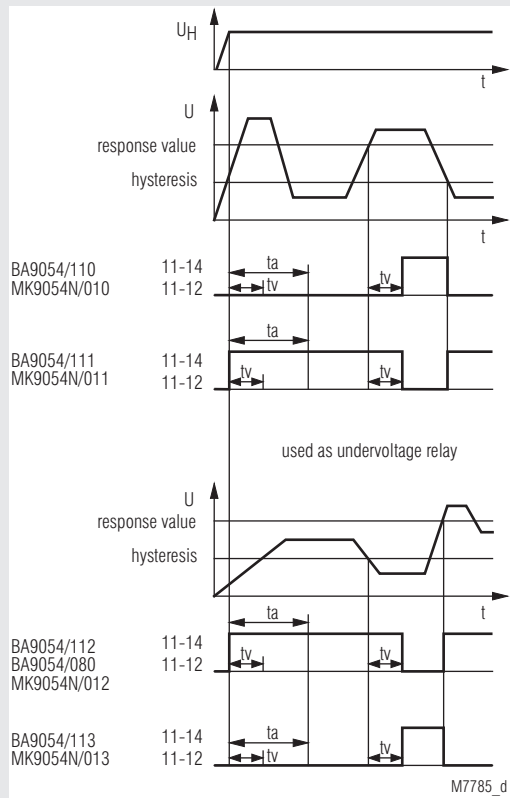 UH
t
U
response value
hysteresis
t
BA9054/110
MK9054N/010
11-14
11-12
ta
tv
tv
BA9054/111
MK9054N/011
11-14
11-12
ta
tv
tv
used as undervoltage relay
U
response value
hysteresis
t
BA9054/112
BA9054/080
MK9054N/012
11-14
11-12
ta
tv
tv
BA9054/113
MK9054N/013
11-14
11-12
ta
tv
tv
M7785_d